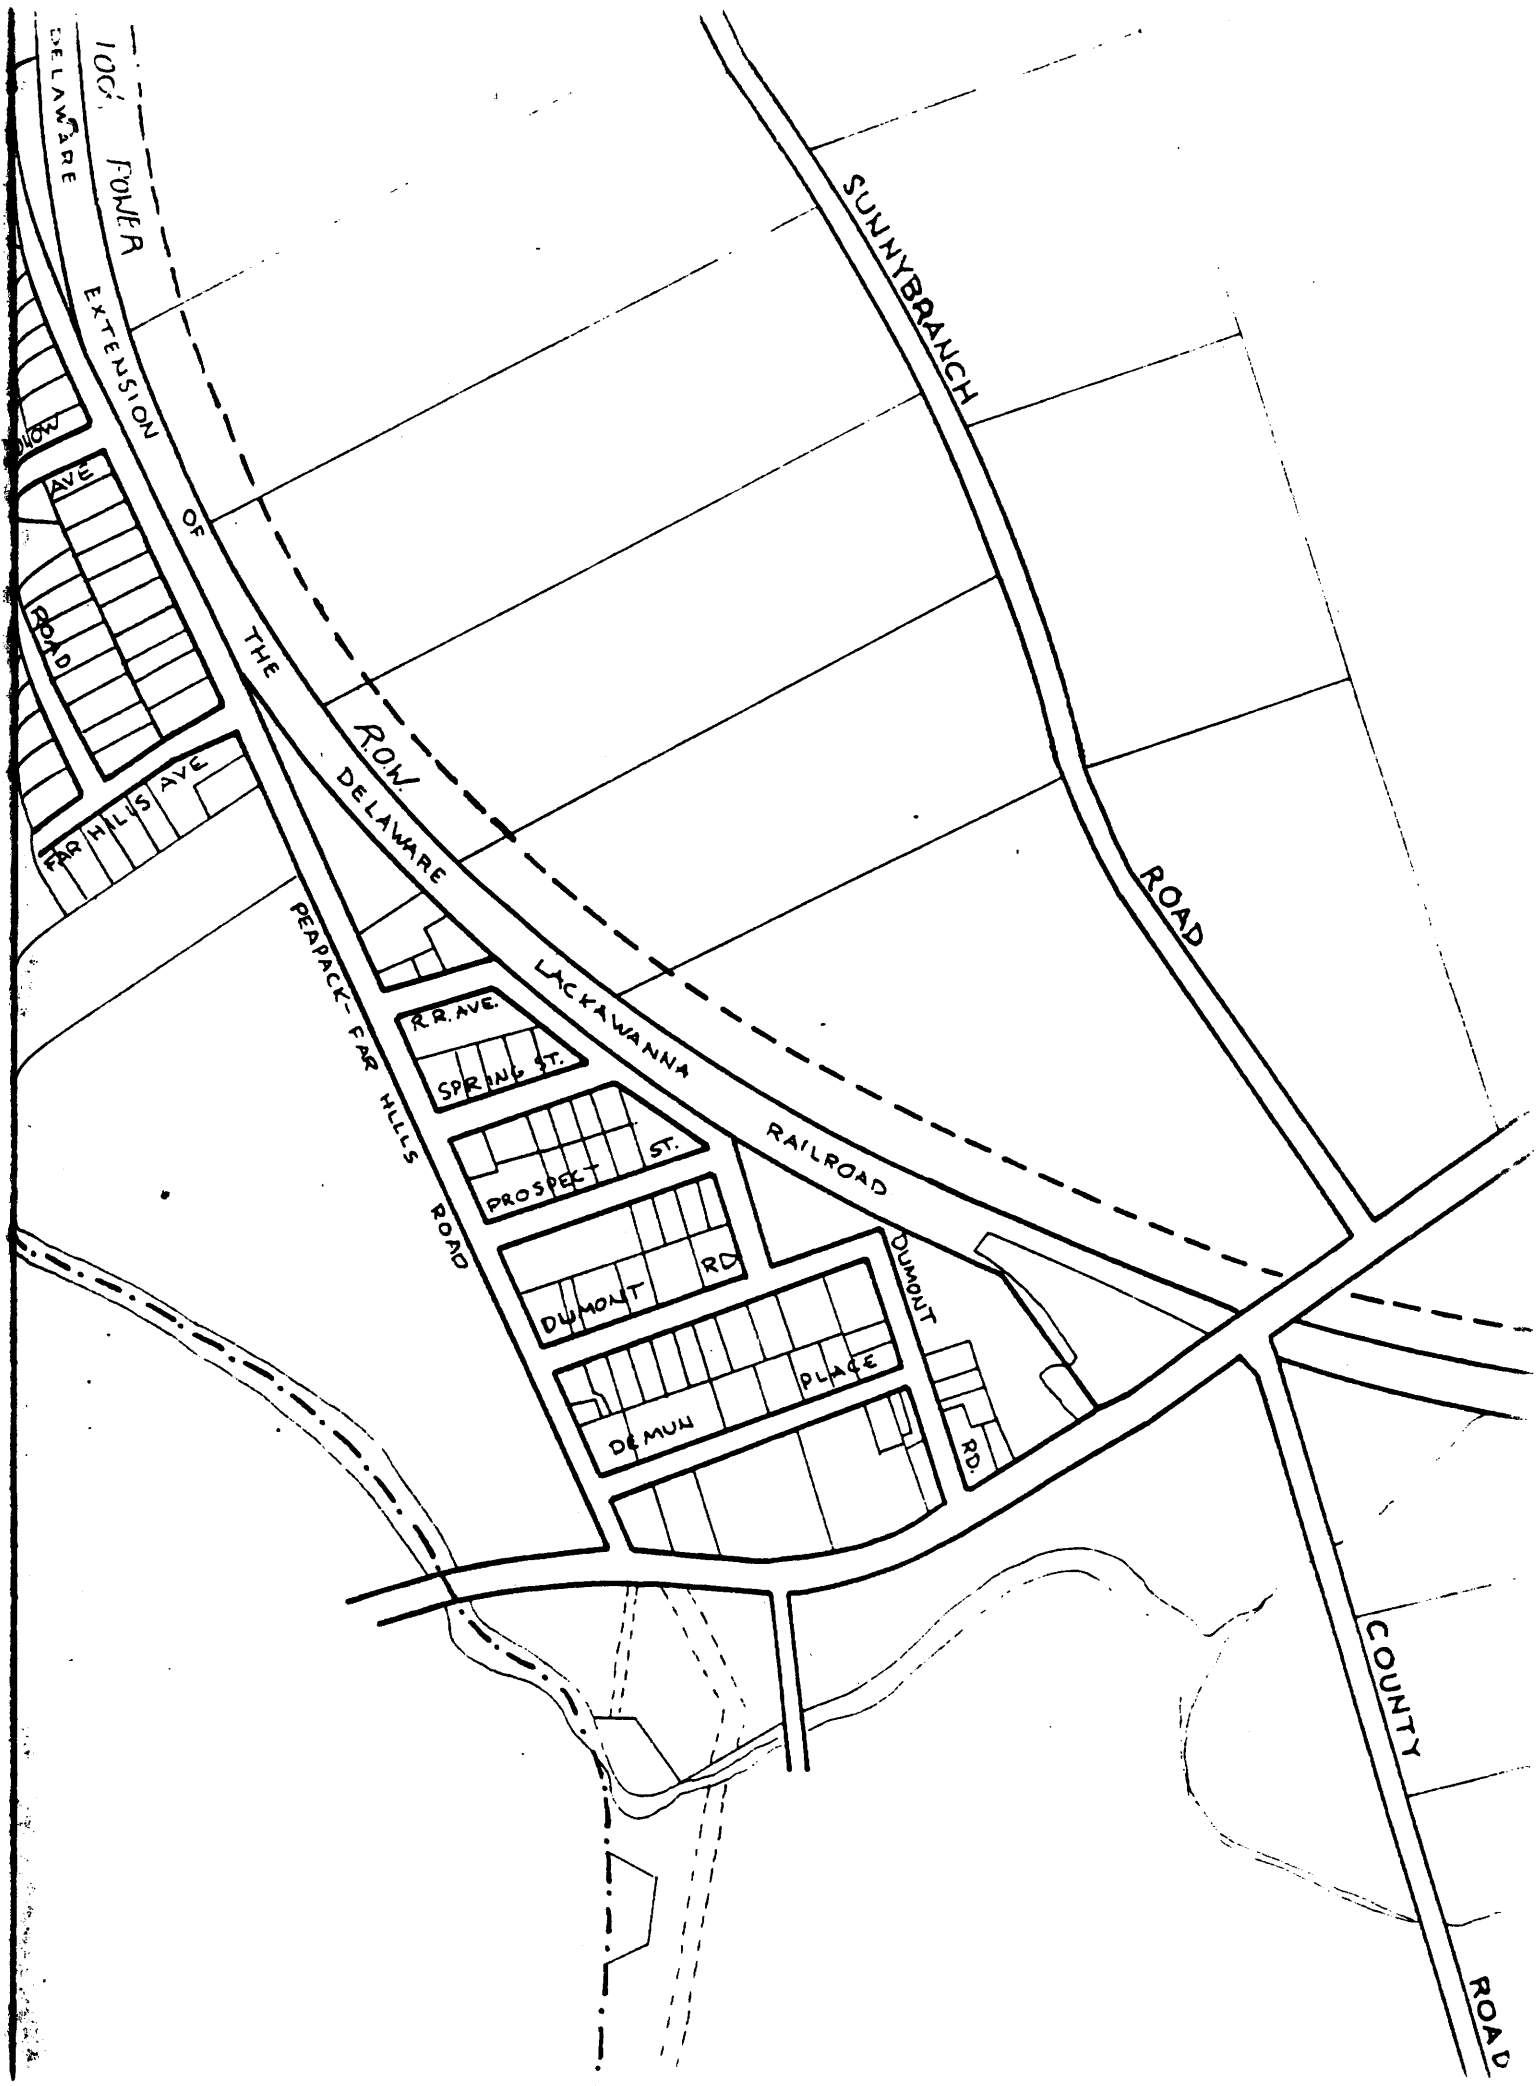 DELAWARE
100' POWER
R.O.W.
EXTENSION OF THE DELAWARE LACKAWANNA RAILROAD
SUNNYBRANCH ROAD
AVE
ROAD
FAR HILLS AVE
PEAPACK-FAR HLLLS ROAD
R.R. AVE.
SPRING ST.
PROSPECT ST.
DUMONT RD
DUMONT RD.
DEMUN PLACE
COUNTY ROAD